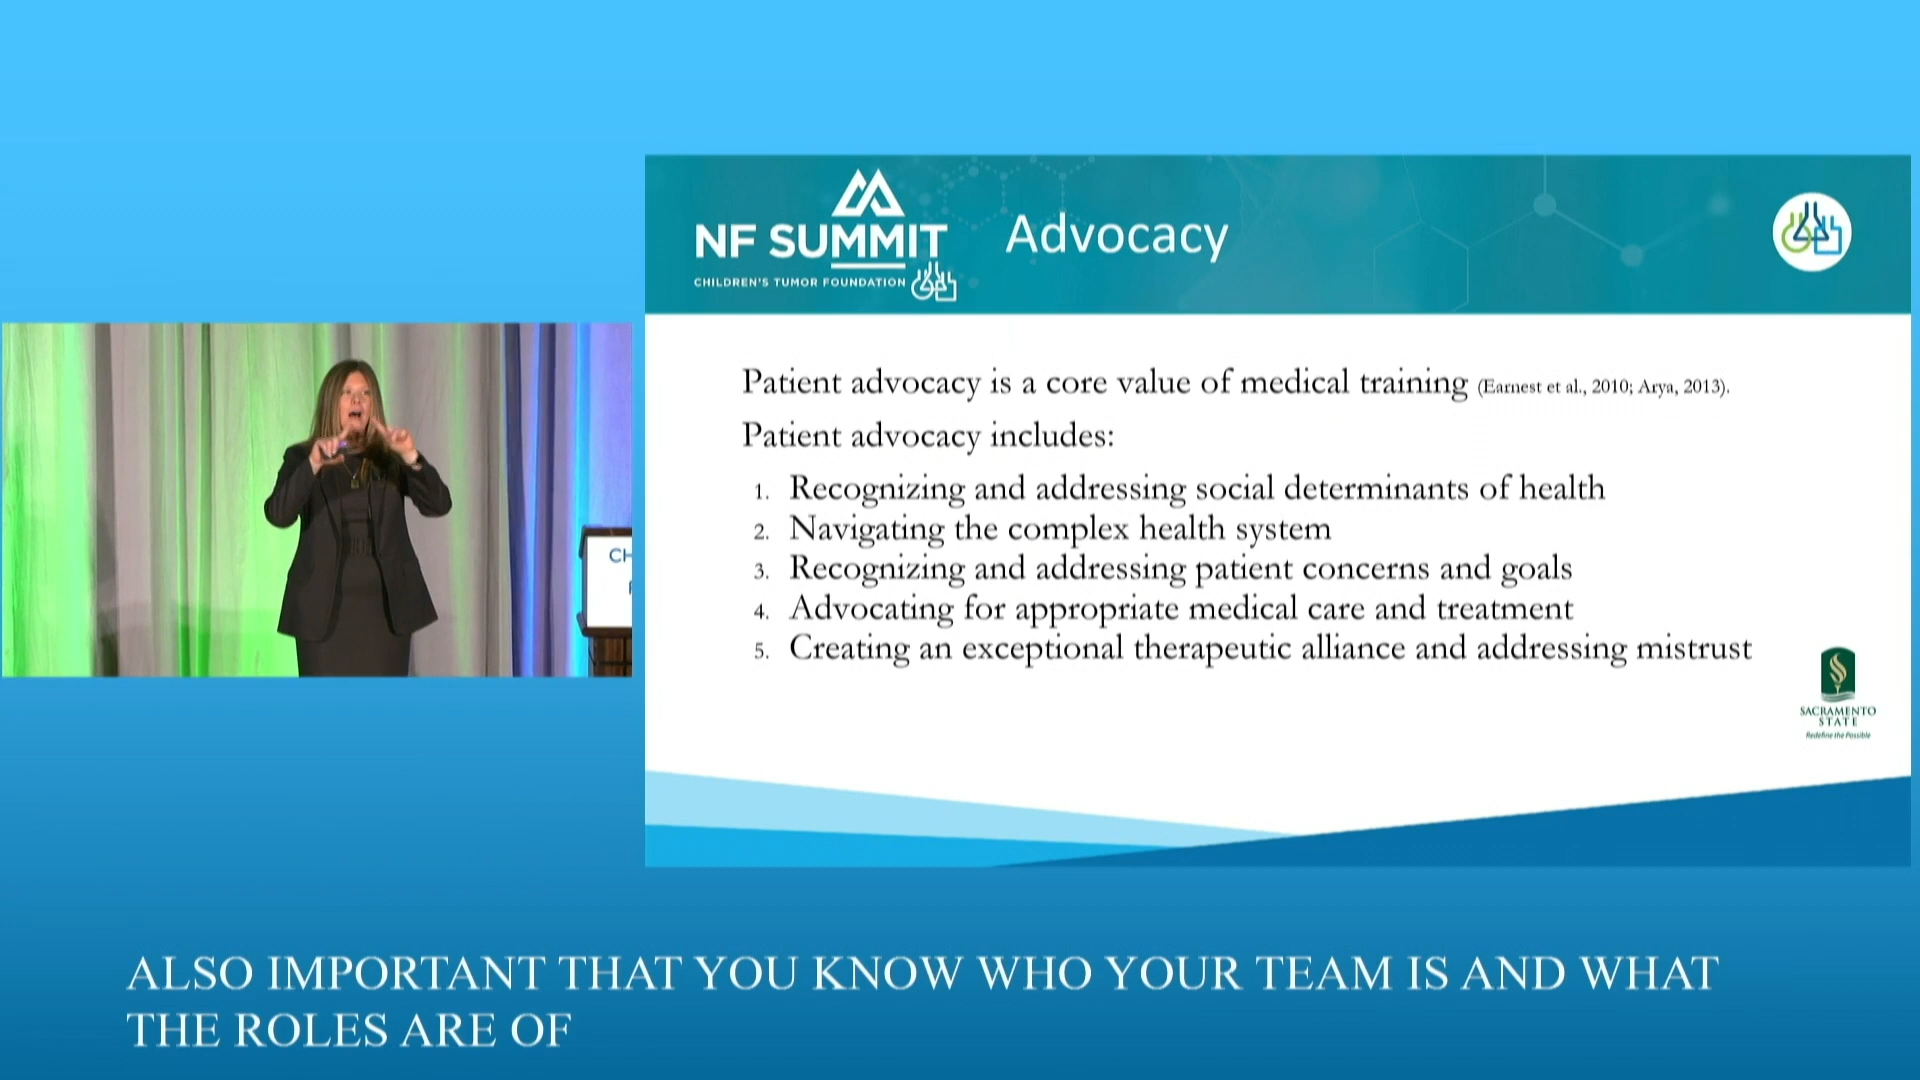 NF SUMMIT
CHILDREN'S TUMOR FOUNDATION
Advocacy
Patient advocacy is a core value of medical training (Earnest et al., 2010; Arya, 2013).
Patient advocacy includes:
1. Recognizing and addressing social determinants of health
2. Navigating the complex health system
3. Recognizing and addressing patient concerns and goals
4. Advocating for appropriate medical care and treatment
5. Creating an exceptional therapeutic alliance and addressing mistrust
SACRAMENTO
STATE
Redefine the Possible
CH
ALSO IMPORTANT THAT YOU KNOW WHO YOUR TEAM IS AND WHAT
THE ROLES ARE OF